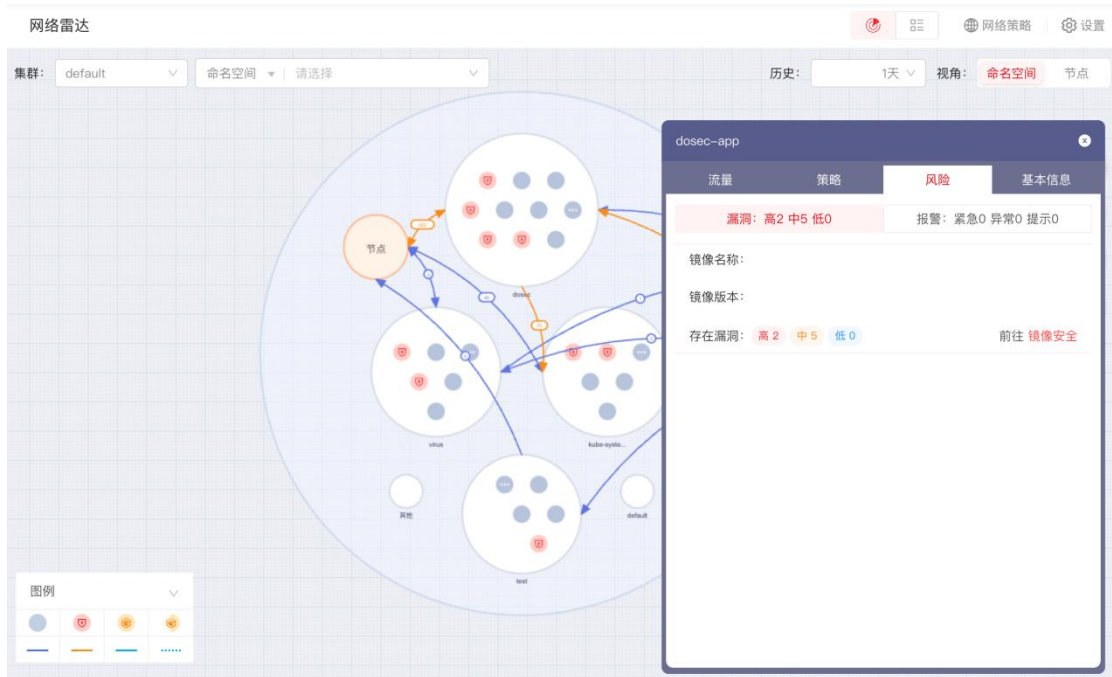 网络雷达
网络策略 设置
集群: default 命名空间 请选择 历史: 1天 视角: 命名空间 节点
dosec-app
流量 策略 风险 基本信息
漏洞: 高2 中5 低0 报警: 紧急0 异常0 提示0
镜像名称:
镜像版本:
存在漏洞: 高 2 中 5 低 0 前往 镜像安全
节点
dosec
virus kube-syste...
其他 default
test
图例